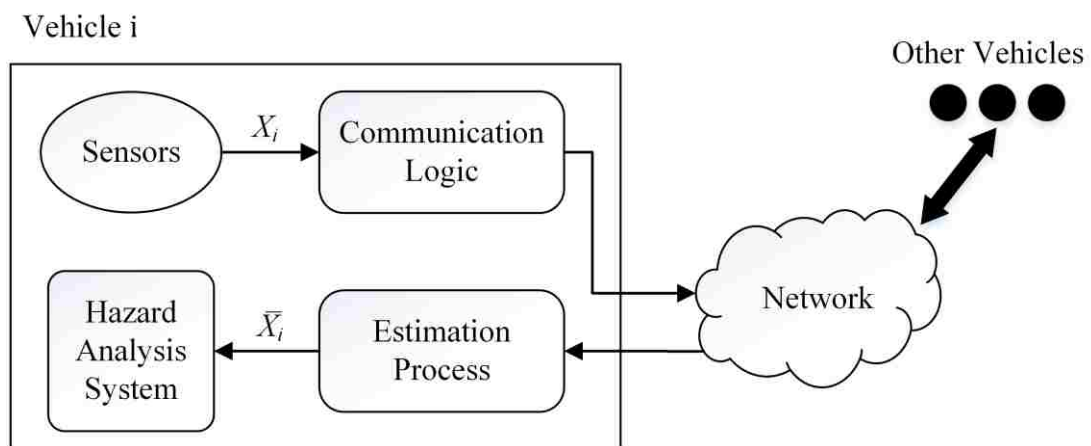 Vehicle i
Other Vehicles
Sensors
X_i
Communication
Logic
Network
Hazard
Analysis
System
X̄_i
Estimation
Process